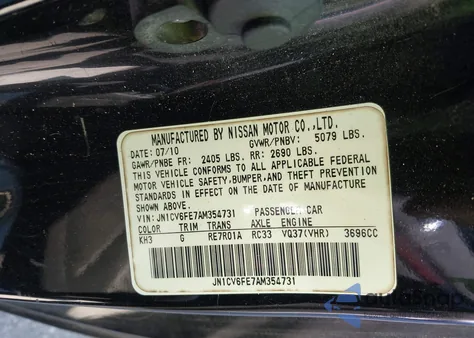 MANUFACTURED BY NISSAN MOTOR CO.,LTD.
DATE: 07/10 GVWR/PNBV: 5079 LBS.
GAWR/PNBE FR: 2405 LBS. RR: 2690 LBS.
THIS VEHICLE CONFORMS TO ALL APPLICABLE FEDERAL
MOTOR VEHICLE SAFETY,BUMPER,AND THEFT PREVENTION
STANDARDS IN EFFECT ON THE DATE OF MANUFACTURE
SHOWN ABOVE.
VIN:JN1CV6FE7AM354731 PASSENGER CAR
COLOR TRIM TRANS AXLE ENGINE
KH3 G RE7R01A RC33 VQ37(VHR) 3696CC
JN1CV6FE7AM354731
AutoSnap